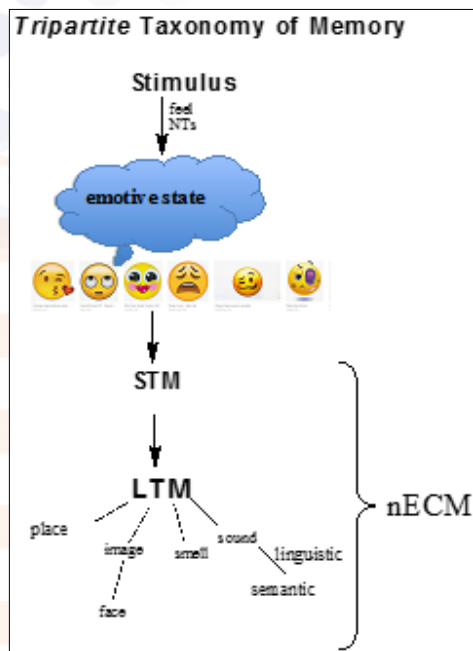 Tripartite Taxonomy of Memory
Stimulus
feel
NTs
emotive state
STM
LTM
nECM
place
image
smell
sound
linguistic
semantic
face